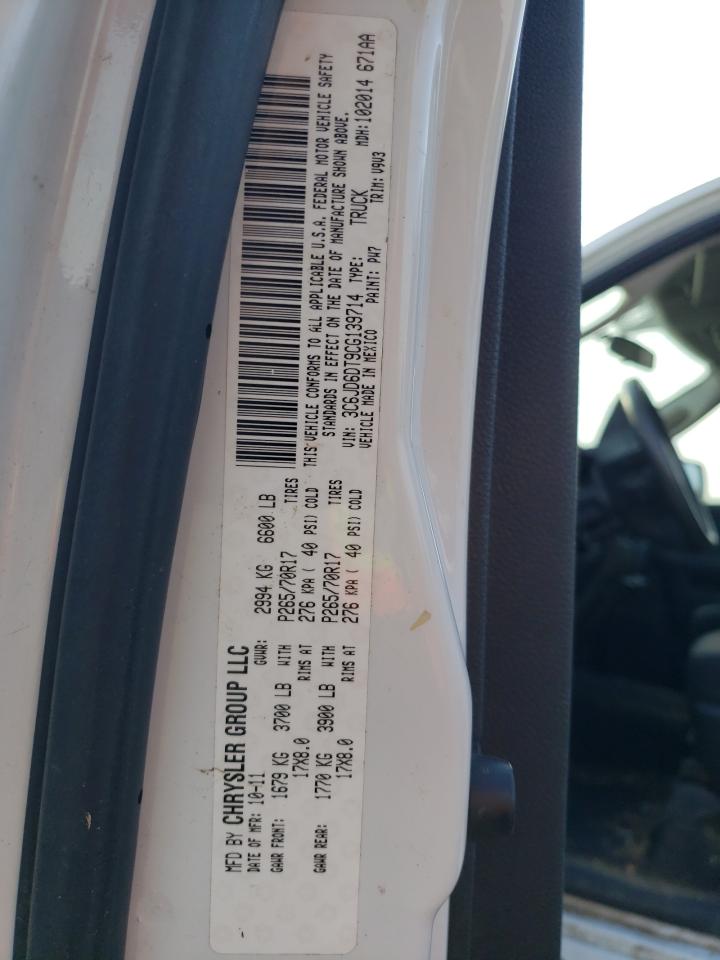 MFD BY CHRYSLER GROUP LLC
DATE OF MFR: 10-11 GVWR: 2994 KG 6600 LB
GAWR FRONT: 1679 KG 3700 LB WITH P265/70R17 TIRES
17X8.0 RIMS AT 276 KPA ( 40 PSI) COLD
GAWR REAR: 1770 KG 3900 LB WITH P265/70R17 TIRES
17X8.0 RIMS AT 276 KPA ( 40 PSI) COLD
THIS VEHICLE CONFORMS TO ALL APPLICABLE U.S.A. FEDERAL MOTOR VEHICLE SAFETY
STANDARDS IN EFFECT ON THE DATE OF MANUFACTURE SHOWN ABOVE.
VIN: 3C6JD6DT9CG139714 TYPE: TRUCK MDH:102014 671AA
VEHICLE MADE IN MEXICO PAINT: PW7 TRIM: V9V3